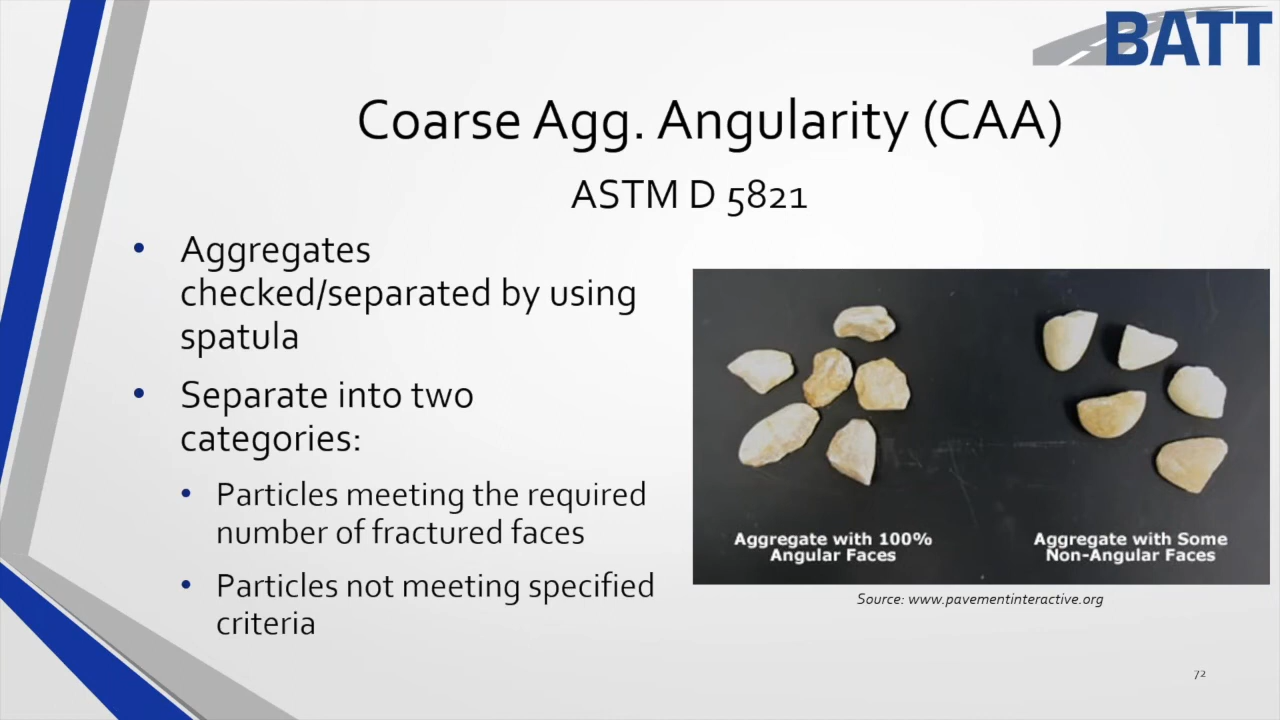 BATT
Coarse Agg. Angularity (CAA)
ASTM D 5821
• Aggregates
checked/separated by using
spatula
• Separate into two
categories:
• Particles meeting the required
number of fractured faces
• Particles not meeting specified
criteria
Aggregate with 100%
Angular Faces
Aggregate with Some
Non-Angular Faces
Source: www.pavementinteractive.org
72